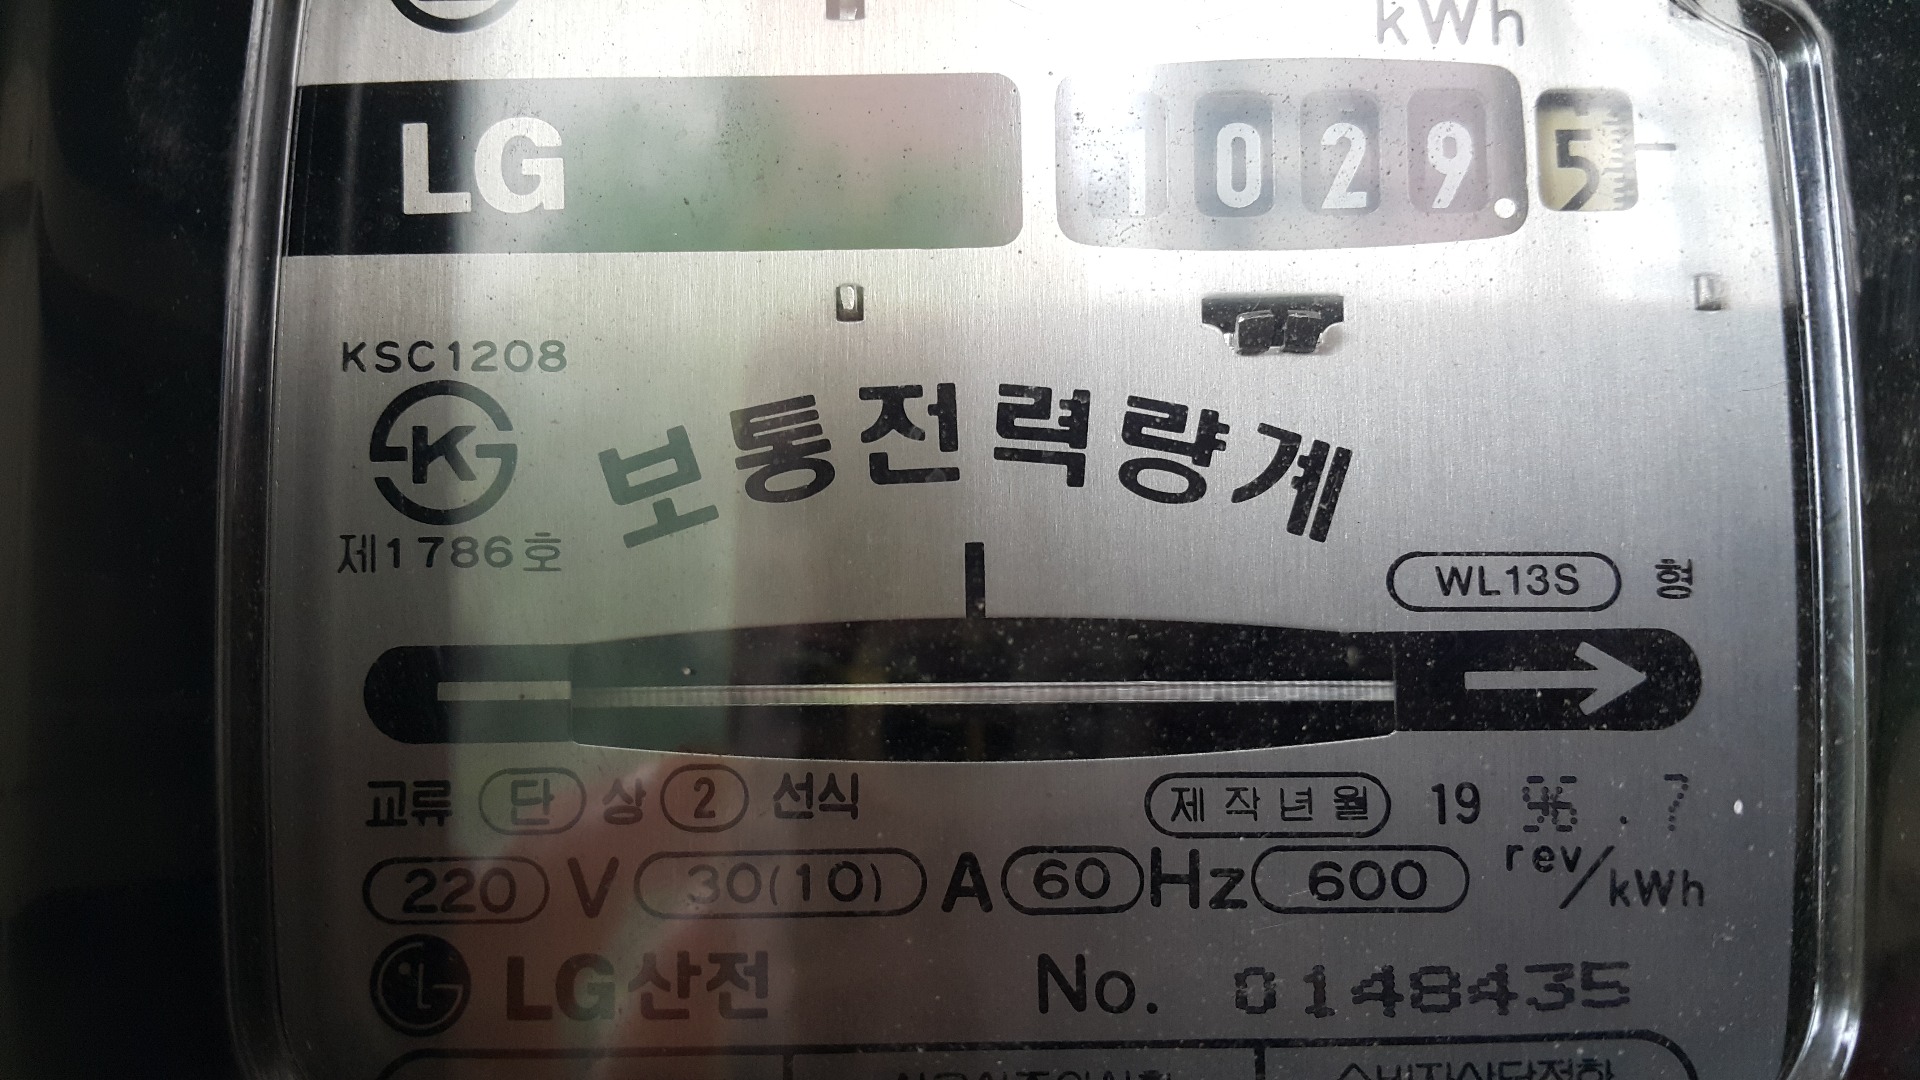 kWh
LG
1029.5
KSC1208
K
제1786호
보통전력량계
WL13S 형
교류 단 상 2 선식
제작년월 1996 . 7
220 V 30(10) A 60 Hz 600 rev/kWh
LG산전
No. 0148435